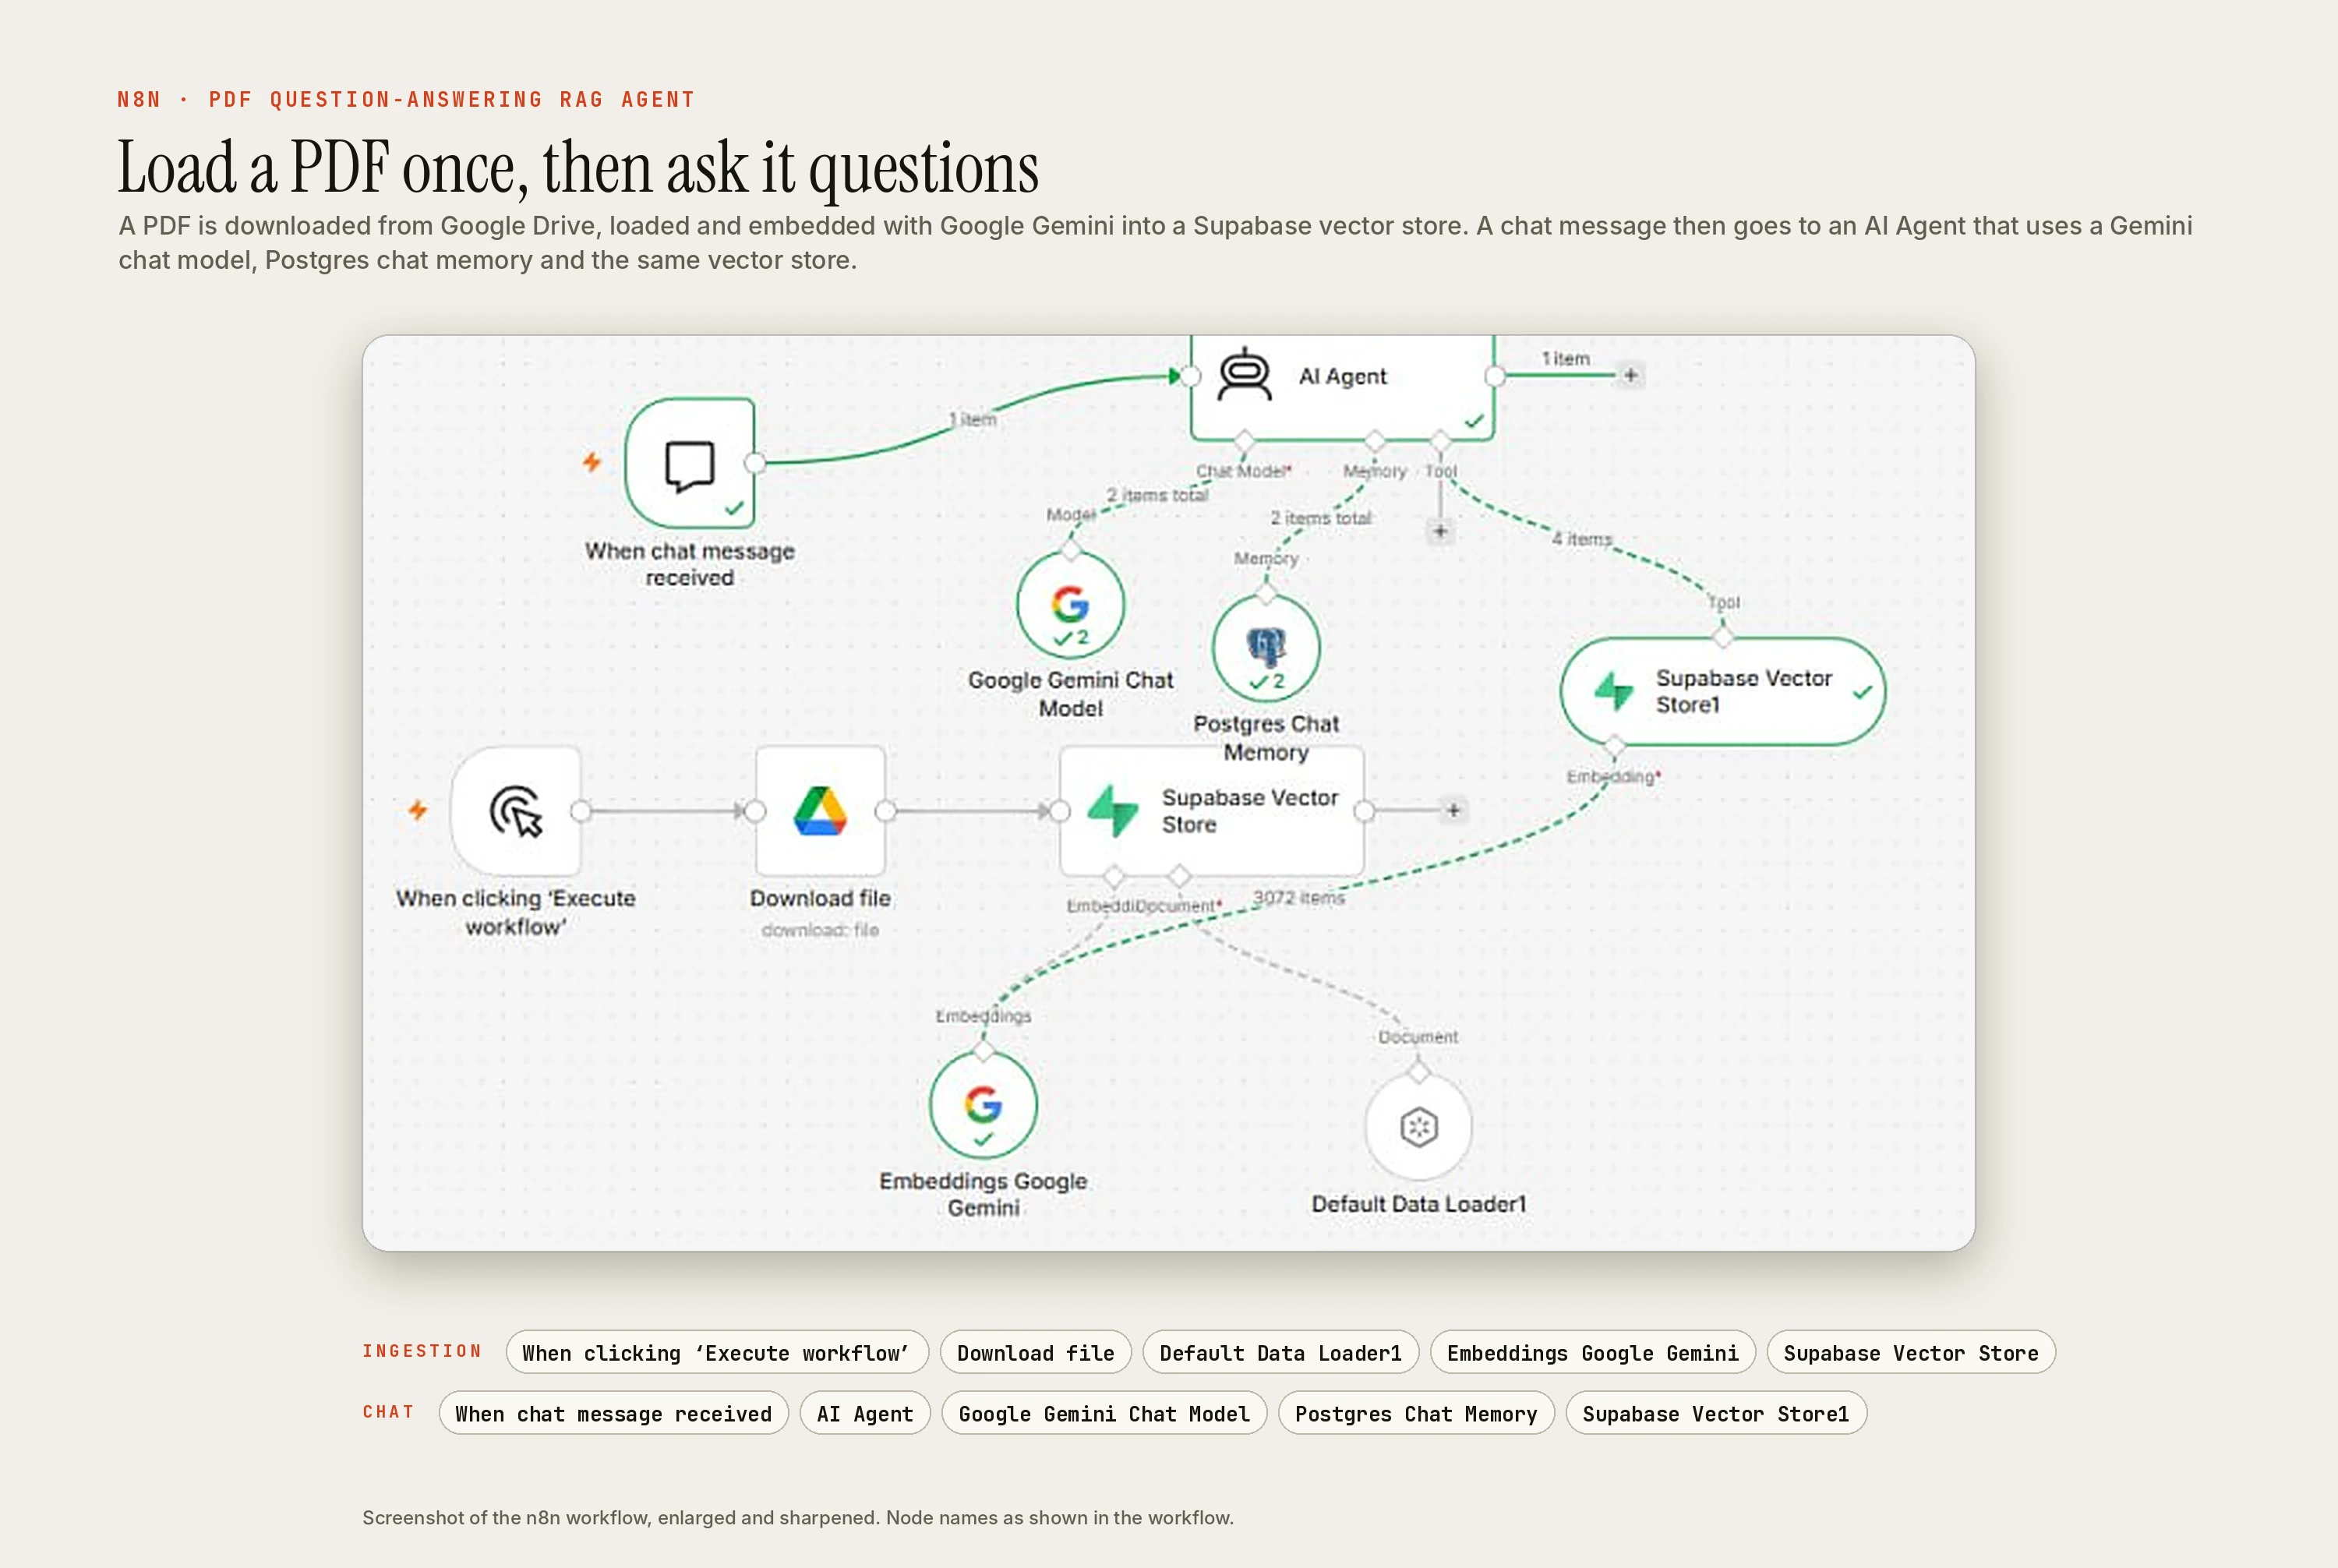 N8N · PDF QUESTION-ANSWERING RAG AGENT
Load a PDF once, then ask it questions
A PDF is downloaded from Google Drive, loaded and embedded with Google Gemini into a Supabase vector store. A chat message then goes to an AI Agent that uses a Gemini
chat model, Postgres chat memory and the same vector store.
AI Agent
1 item
1 item
Chat Model*
Memory
Tool
2 items total
Model
2 items total
4 items
When chat message
received
Memory
Tool
2
Google Gemini Chat
Model
2
Postgres Chat
Memory
Supabase Vector
Store1
Embedding*
Supabase Vector
Store
When clicking ‘Execute
workflow’
Download file
download: file
EmbeddiDocument*
3072 items
Embeddings
Document
Embeddings Google
Gemini
Default Data Loader1
INGESTION When clicking ‘Execute workflow’ Download file Default Data Loader1 Embeddings Google Gemini Supabase Vector Store
CHAT When chat message received AI Agent Google Gemini Chat Model Postgres Chat Memory Supabase Vector Store1
Screenshot of the n8n workflow, enlarged and sharpened. Node names as shown in the workflow.